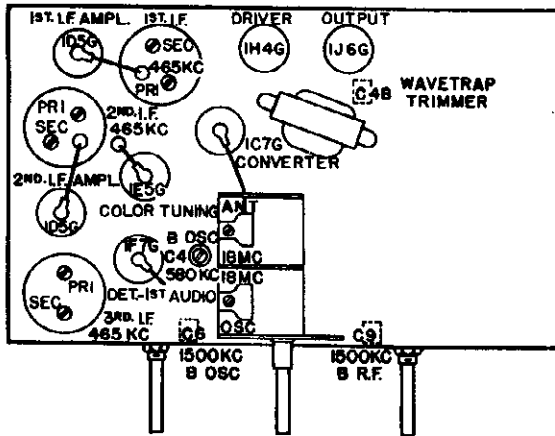 1ST. I.F. AMPL.
1ST. I.F.
DRIVER
OUTPUT
1D5G
SEC
465KC
PRI
1H4G
1J6G
C48
WAVETRAP
TRIMMER
PRI
SEC
2ND. I.F.
465KC
1C7G
CONVERTER
2ND. I.F. AMPL.
1E5G
COLOR TUNING
1D5G
ANT
B OSC
C4
580KC
18MC
18MC
1F7G
DET.-1ST AUDIO
PRI
SEC
OSC
3RD. I.F.
465 KC
C6
C9
1500KC
B OSC
1500KC
B R.F.